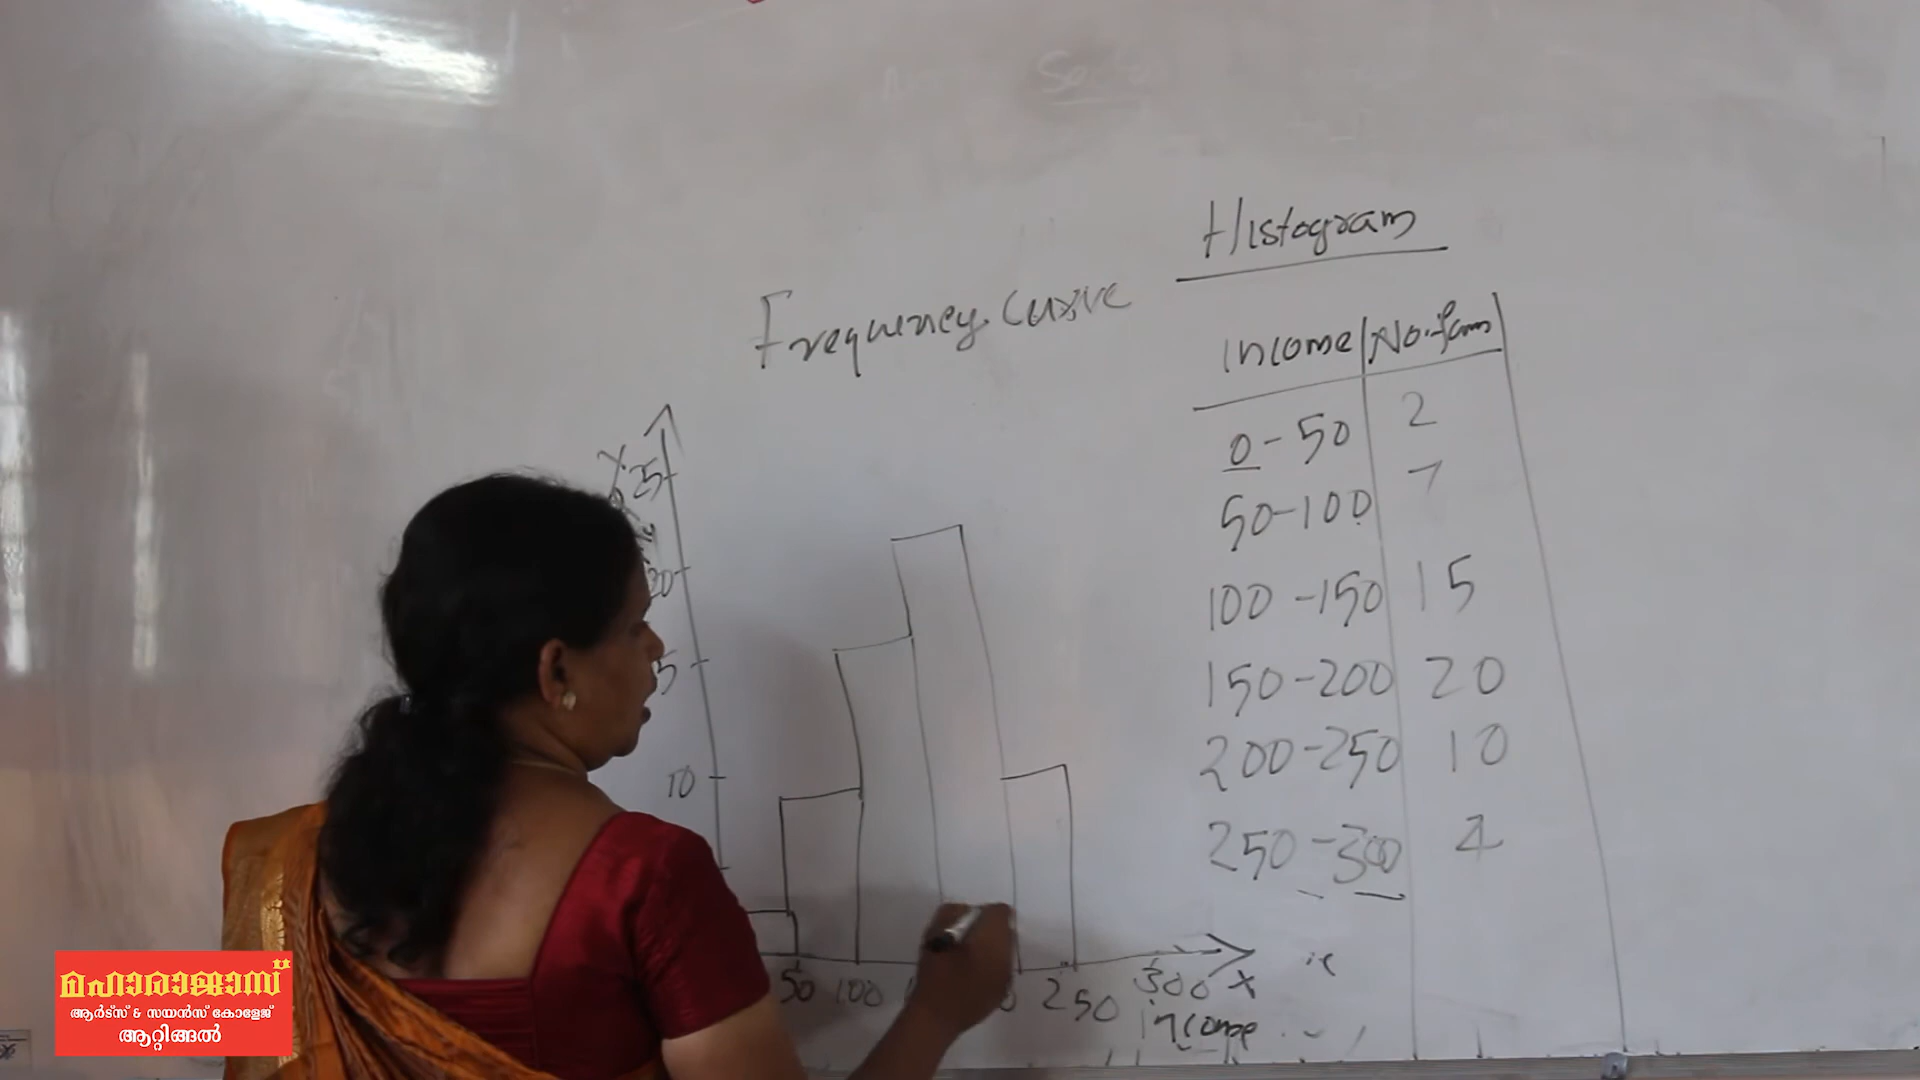 Histogram
Frequency Curve
Income No. fam
0-50 2
50-100 7
100-150 15
150-200 20
200-250 10
250-300 4
Y
25
20
5
10
50 100 250 300 X
income
മഹാരാജാസ്
ആർട്സ് & സയൻസ് കോളേജ്
ആറ്റിങ്ങൽ